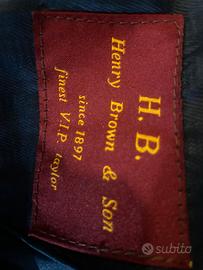 H. B.
Henry Brown & Son
since 1897
finest V.I.P. taylor
subito